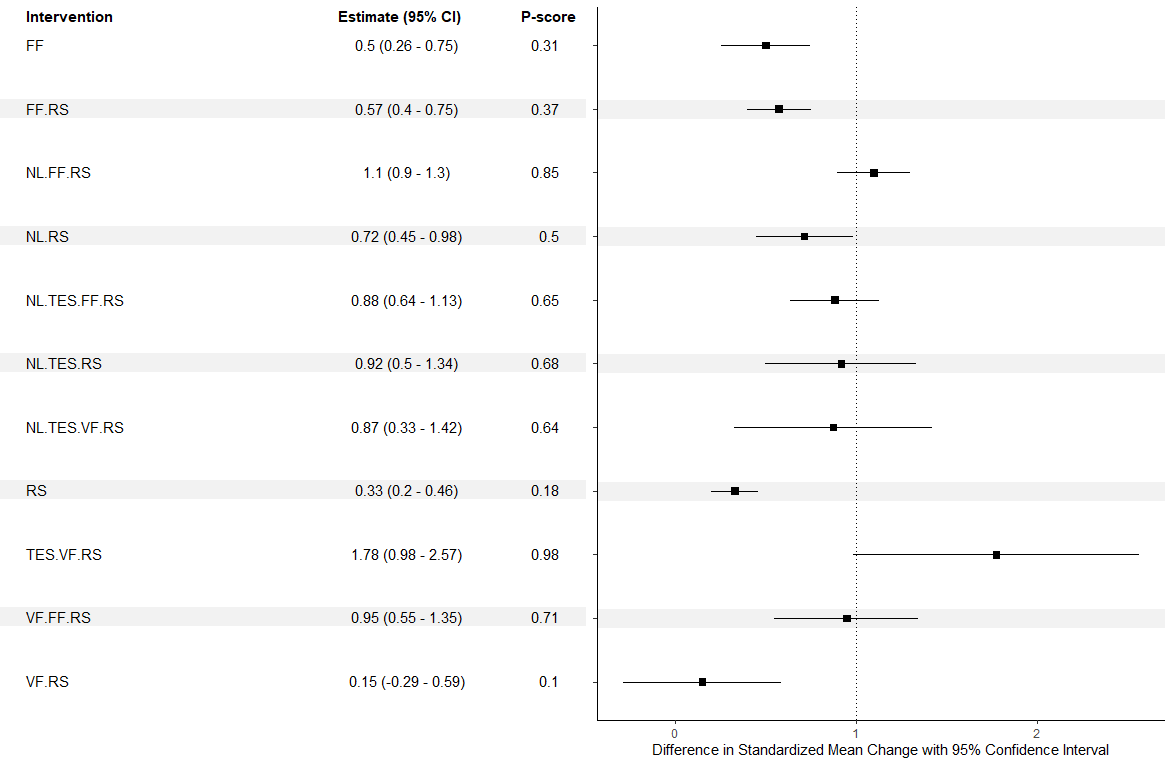 Intervention Estimate (95% CI) P-score
FF 0.5 (0.26 - 0.75) 0.31
FF.RS 0.57 (0.4 - 0.75) 0.37
NL.FF.RS 1.1 (0.9 - 1.3) 0.85
NL.RS 0.72 (0.45 - 0.98) 0.5
NL.TES.FF.RS 0.88 (0.64 - 1.13) 0.65
NL.TES.RS 0.92 (0.5 - 1.34) 0.68
NL.TES.VF.RS 0.87 (0.33 - 1.42) 0.64
RS 0.33 (0.2 - 0.46) 0.18
TES.VF.RS 1.78 (0.98 - 2.57) 0.98
VF.FF.RS 0.95 (0.55 - 1.35) 0.71
VF.RS 0.15 (-0.29 - 0.59) 0.1
0 1 2
Difference in Standardized Mean Change with 95% Confidence Interval